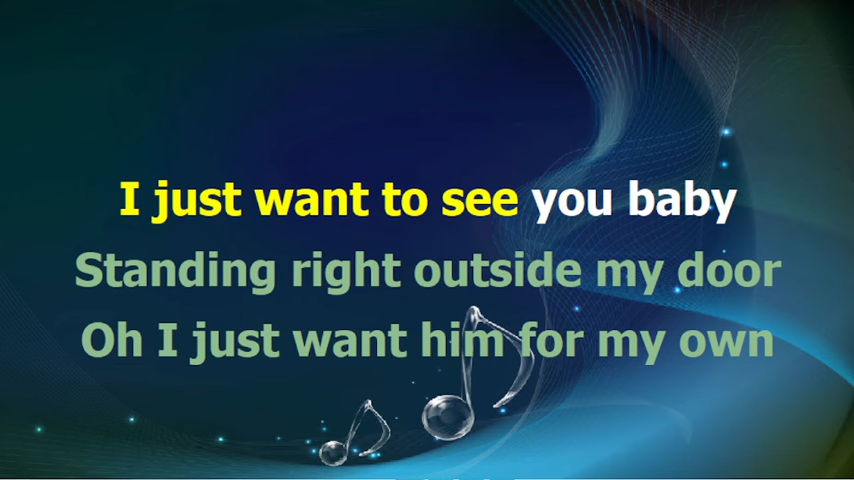 I just want to see you baby
Standing right outside my door
Oh I just want him for my own